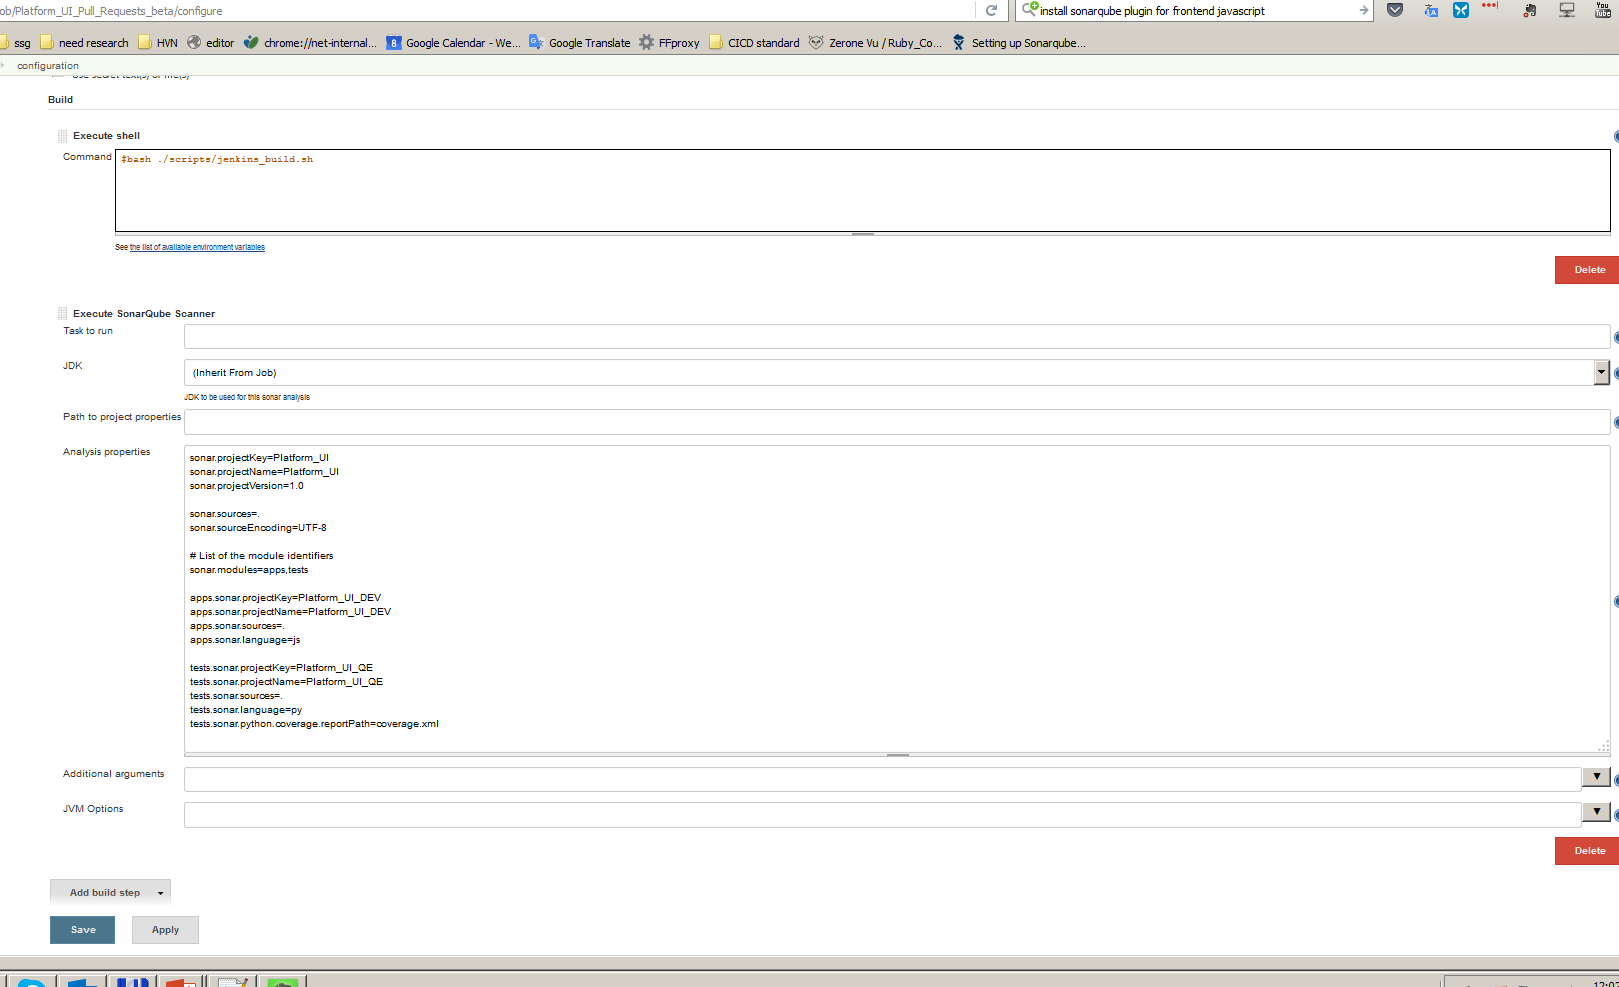 ob/Platform_UI_Pull_Requests_beta/configure
install sonarqube plugin for frontend javascript
You
Tube
ssg
need research
HVN
editor
chrome://net-internal...
8
Google Calendar - We...
Google Translate
FFproxy
CICD standard
Zerone Vu / Ruby_Co...
Setting up Sonarqube...
configuration
Build
Execute shell
Command
#bash ./scripts/jenkins_build.sh
See the list of available environment variables
Delete
Execute SonarQube Scanner
Task to run
JDK
(Inherit From Job)
JDK to be used for this sonar analysis
Path to project properties
Analysis properties
sonar.projectKey=Platform_UI
sonar.projectName=Platform_UI
sonar.projectVersion=1.0
sonar.sources=.
sonar.sourceEncoding=UTF-8
# List of the module identifiers
sonar.modules=apps,tests
apps.sonar.projectKey=Platform_UI_DEV
apps.sonar.projectName=Platform_UI_DEV
apps.sonar.sources=.
apps.sonar.language=js
tests.sonar.projectKey=Platform_UI_QE
tests.sonar.projectName=Platform_UI_QE
tests.sonar.sources=.
tests.sonar.language=py
tests.sonar.python.coverage.reportPath=coverage.xml
Additional arguments
JVM Options
Delete
Add build step
Save
Apply